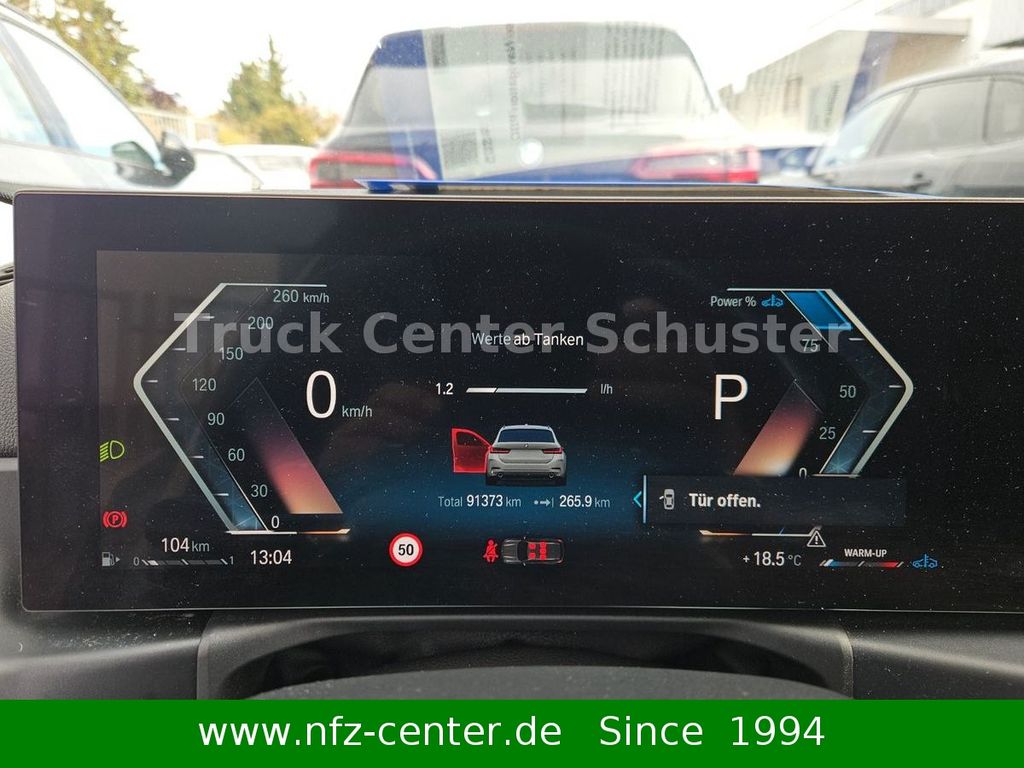 260 km/h
200
150
120
90
60
30
0
0 km/h
Truck Center Schuster
Werte ab Tanken
1.2 l/h
Power %
75
50
25
0
P
Total 91373 km 265.9 km
Tür offen.
104 km
0 1
13:04
50
+ 18.5 °C
WARM-UP
www.nfz-center.de Since 1994